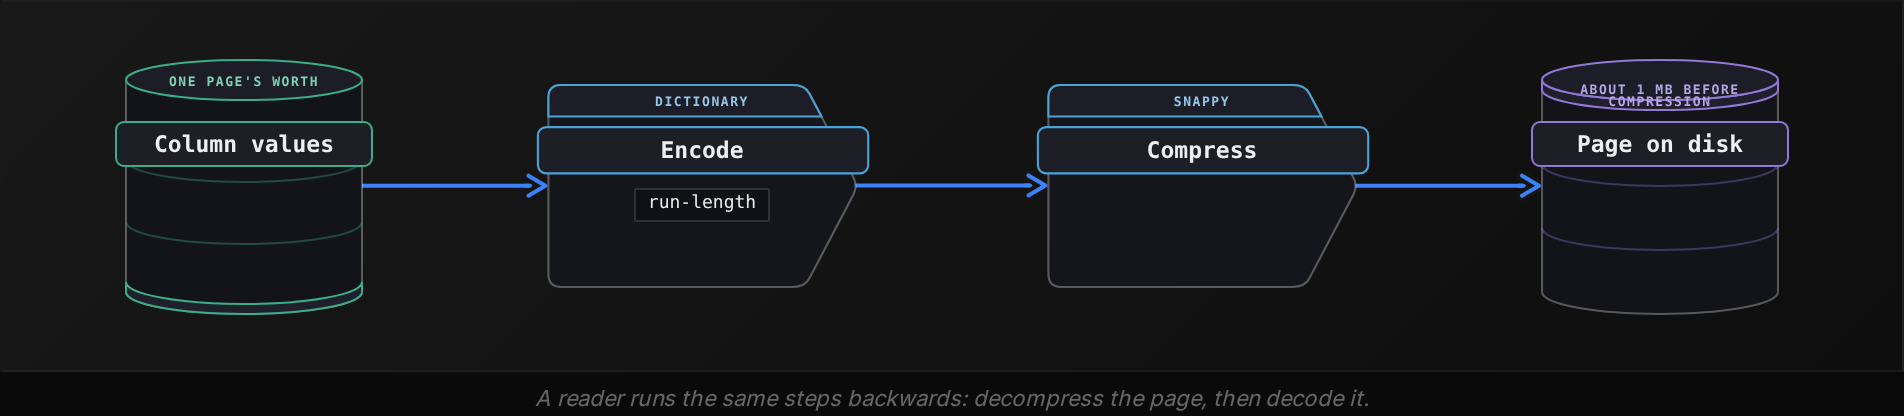 ONE PAGE'S WORTH
Column values
DICTIONARY
Encode
run-length
SNAPPY
Compress
ABOUT 1 MB BEFORE
COMPRESSION
Page on disk
A reader runs the same steps backwards: decompress the page, then decode it.